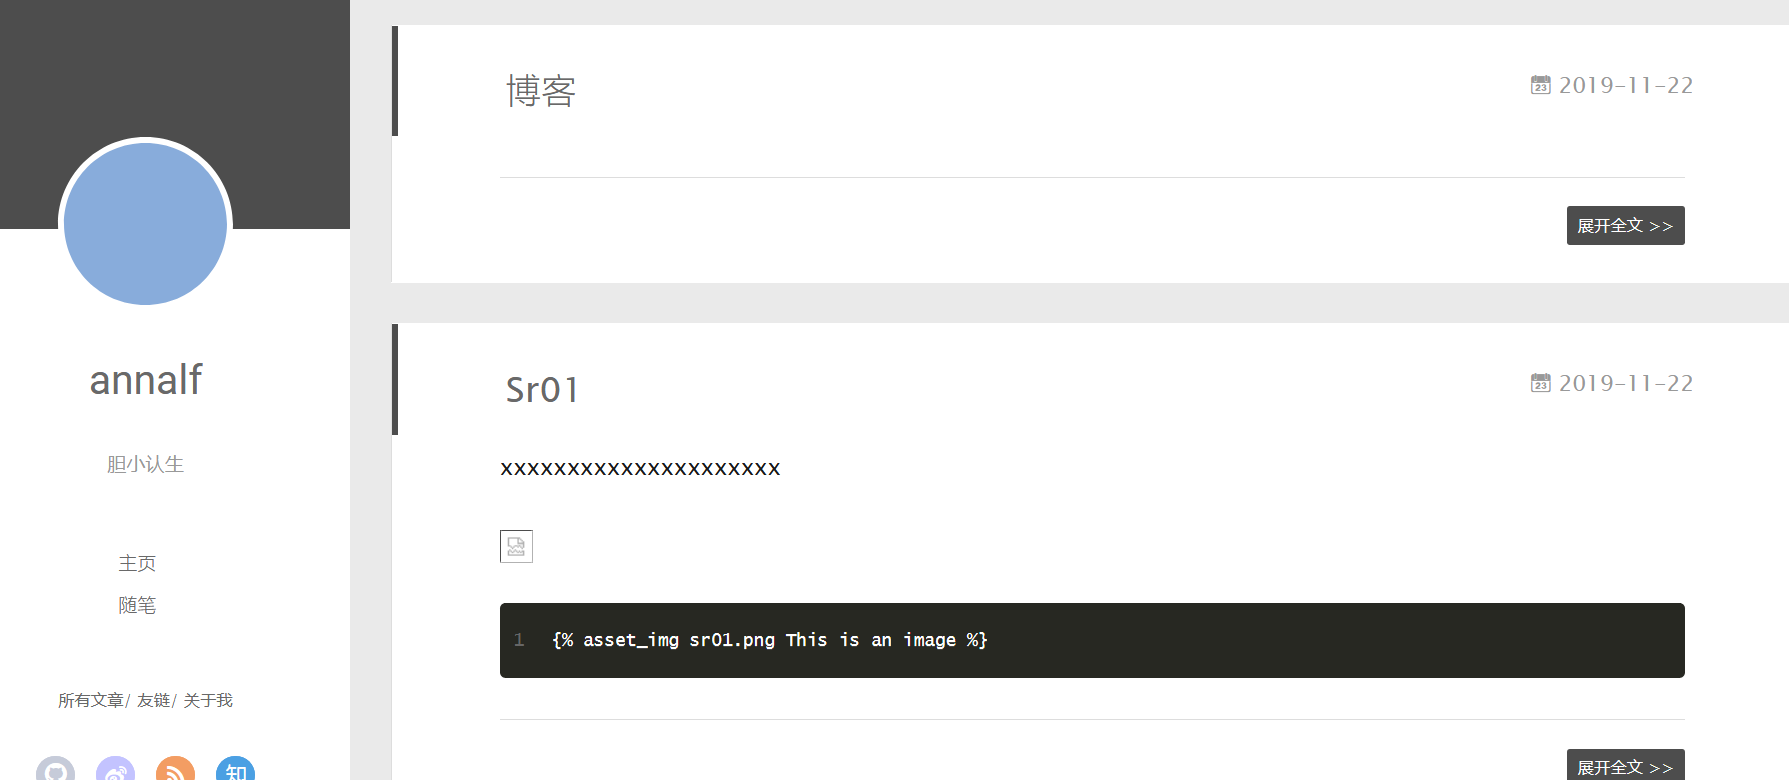 annalf
胆小认生
主页
随笔
所有文章/ 友链/ 关于我
知
博客
23 2019-11-22
展开全文 >>
Sr01
23 2019-11-22
xxxxxxxxxxxxxxxxxxxxx
1 {% asset_img sr01.png This is an image %}
展开全文 >>